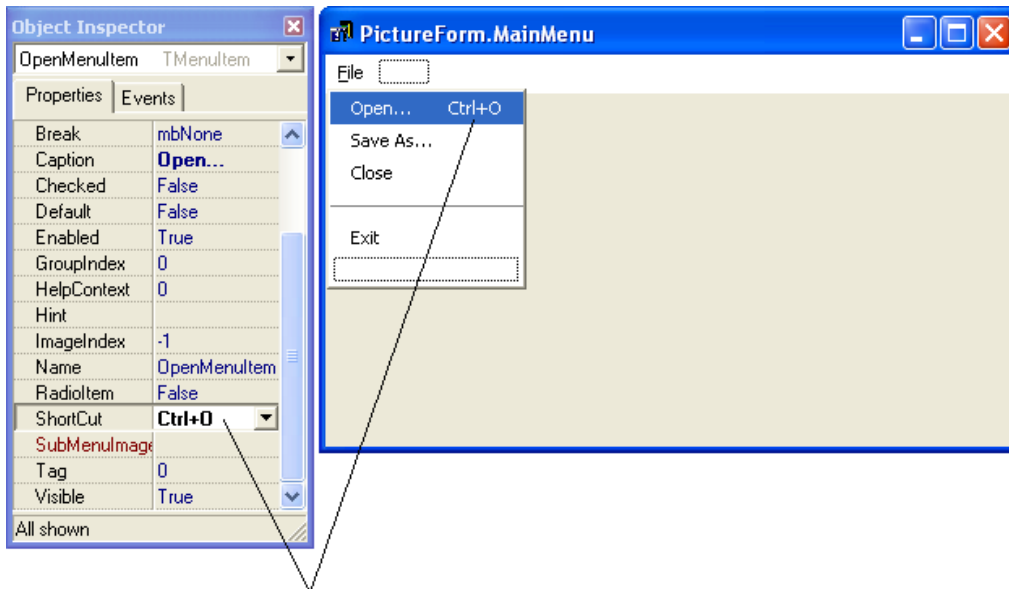 Object Inspector
OpenMenuItem TMenuItem
Properties Events
Break mbNone
Caption Open...
Checked False
Default False
Enabled True
GroupIndex 0
HelpContext 0
Hint
ImageIndex -1
Name OpenMenuItem
RadioItem False
ShortCut Ctrl+O
SubMenuImage
Tag 0
Visible True
All shown
PictureForm.MainMenu
File
Open... Ctrl+O
Save As...
Close
Exit